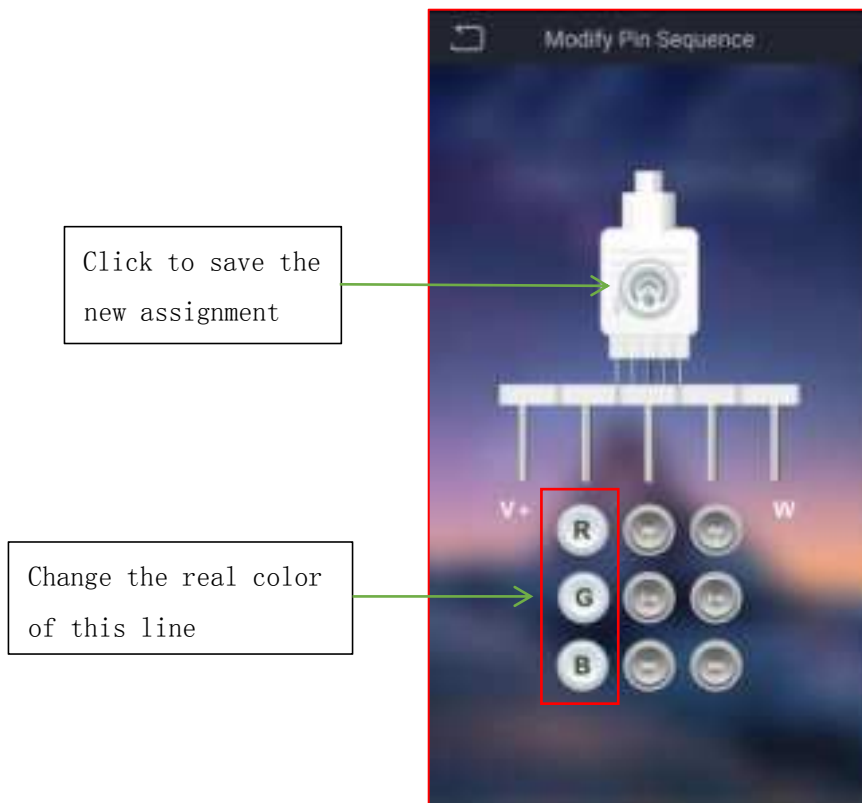 Modify Pin Sequence
Click to save the
new assignment
V+
W
R
Change the real color
of this line
G
B